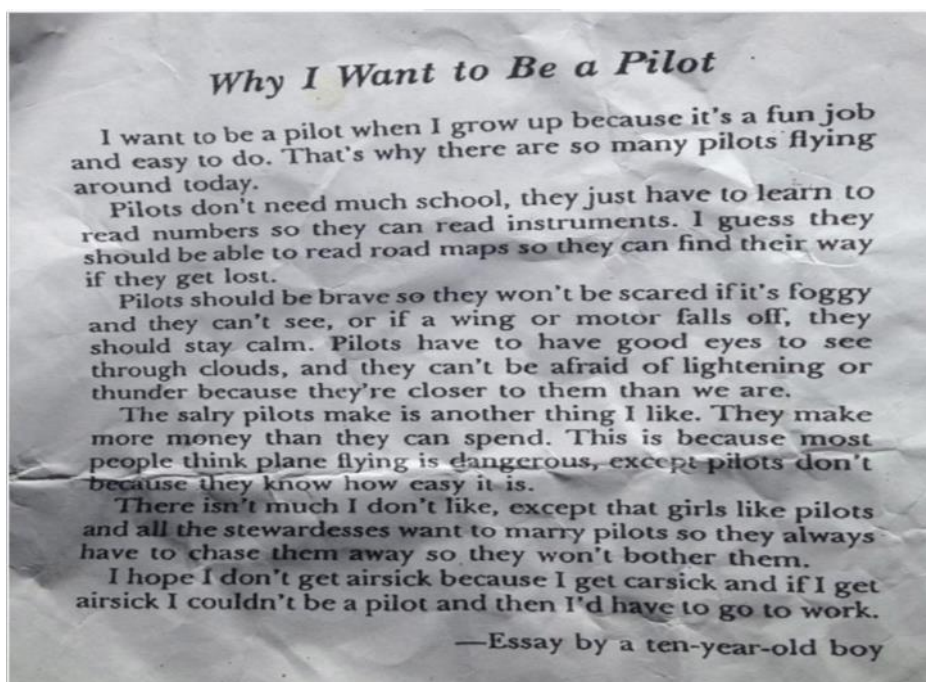 Why I Want to Be a Pilot
I want to be a pilot when I grow up because it's a fun job
and easy to do. That's why there are so many pilots flying
around today.
Pilots don't need much school, they just have to learn to
read numbers so they can read instruments. I guess they
should be able to read road maps so they can find their way
if they get lost.
Pilots should be brave so they won't be scared if it's foggy
and they can't see, or if a wing or motor falls off, they
should stay calm. Pilots have to have good eyes to see
through clouds, and they can't be afraid of lightening or
thunder because they're closer to them than we are.
The salry pilots make is another thing I like. They make
more money than they can spend. This is because most
people think plane flying is dangerous, except pilots don't
because they know how easy it is.
There isn't much I don't like, except that girls like pilots
and all the stewardesses want to marry pilots so they always
have to chase them away so they won't bother them.
I hope I don't get airsick because I get carsick and if I get
airsick I couldn't be a pilot and then I'd have to go to work.
—Essay by a ten-year-old boy